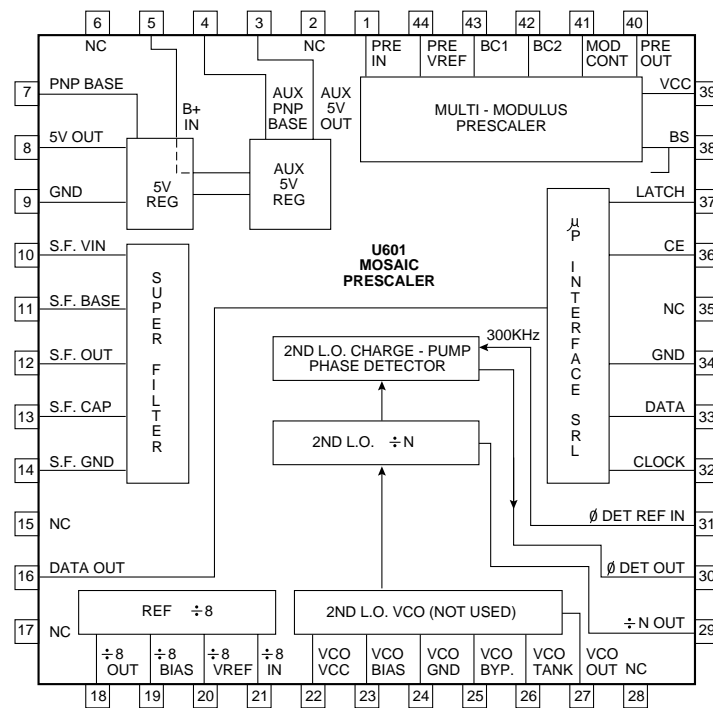 6 5 4 3 2 1 44 43 42 41 40
NC NC PRE IN PRE VREF BC1 BC2 MOD CONT PRE OUT
7 PNP BASE
B+ IN
AUX PNP BASE
AUX 5V OUT
MULTI - MODULUS
PRESCALER
VCC 39
8 5V OUT
BS 38
5V
REG
AUX
5V
REG
9 GND
LATCH 37
10 S.F. VIN
U601
MOSAIC
PRESCALER
CE 36
SUPER FILTER
µP INTERFACE SRL
11 S.F. BASE
NC 35
300KHz
12 S.F. OUT
2ND L.O. CHARGE - PUMP
PHASE DETECTOR
GND 34
13 S.F. CAP
DATA 33
2ND L.O. ÷N
14 S.F. GND
CLOCK 32
15 NC
Ø DET REF IN 31
16 DATA OUT
Ø DET OUT 30
REF ÷8
2ND L.O. VCO (NOT USED)
17 NC
÷N OUT 29
÷8 OUT ÷8 BIAS ÷8 VREF ÷8 IN VCO VCC VCO BIAS VCO GND VCO BYP. VCO TANK VCO OUT NC
18 19 20 21 22 23 24 25 26 27 28